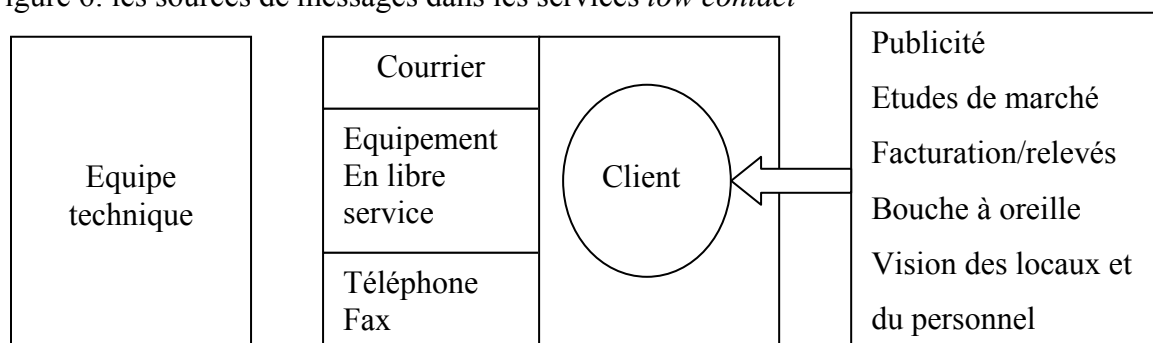 igure 6: les sources de messages dans les services low contact
Equipe
technique
Courrier
Equipement
En libre
service
Téléphone
Fax
Client
Publicité
Etudes de marché
Facturation/relevés
Bouche à oreille
Vision des locaux et
du personnel